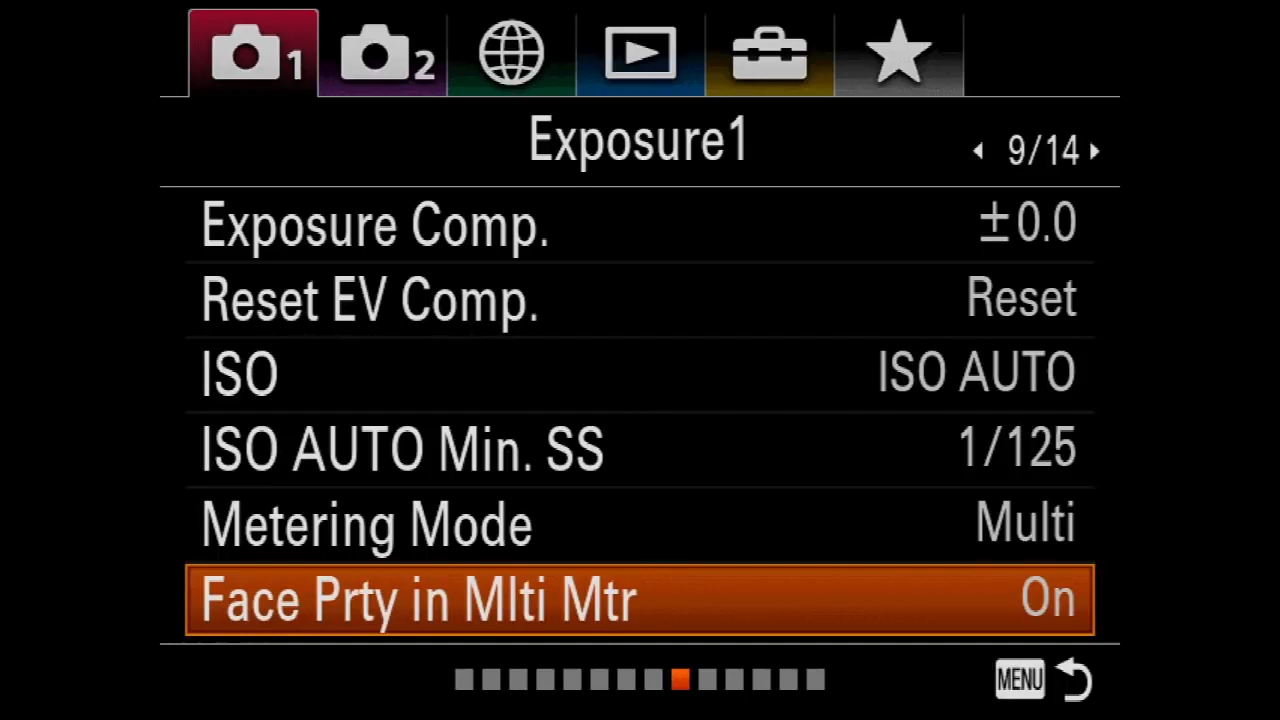 1 2
Exposure1
9/14
Exposure Comp. ±0.0
Reset EV Comp. Reset
ISO ISO AUTO
ISO AUTO Min. SS 1/125
Metering Mode Multi
Face Prty in Mlti Mtr On
MENU